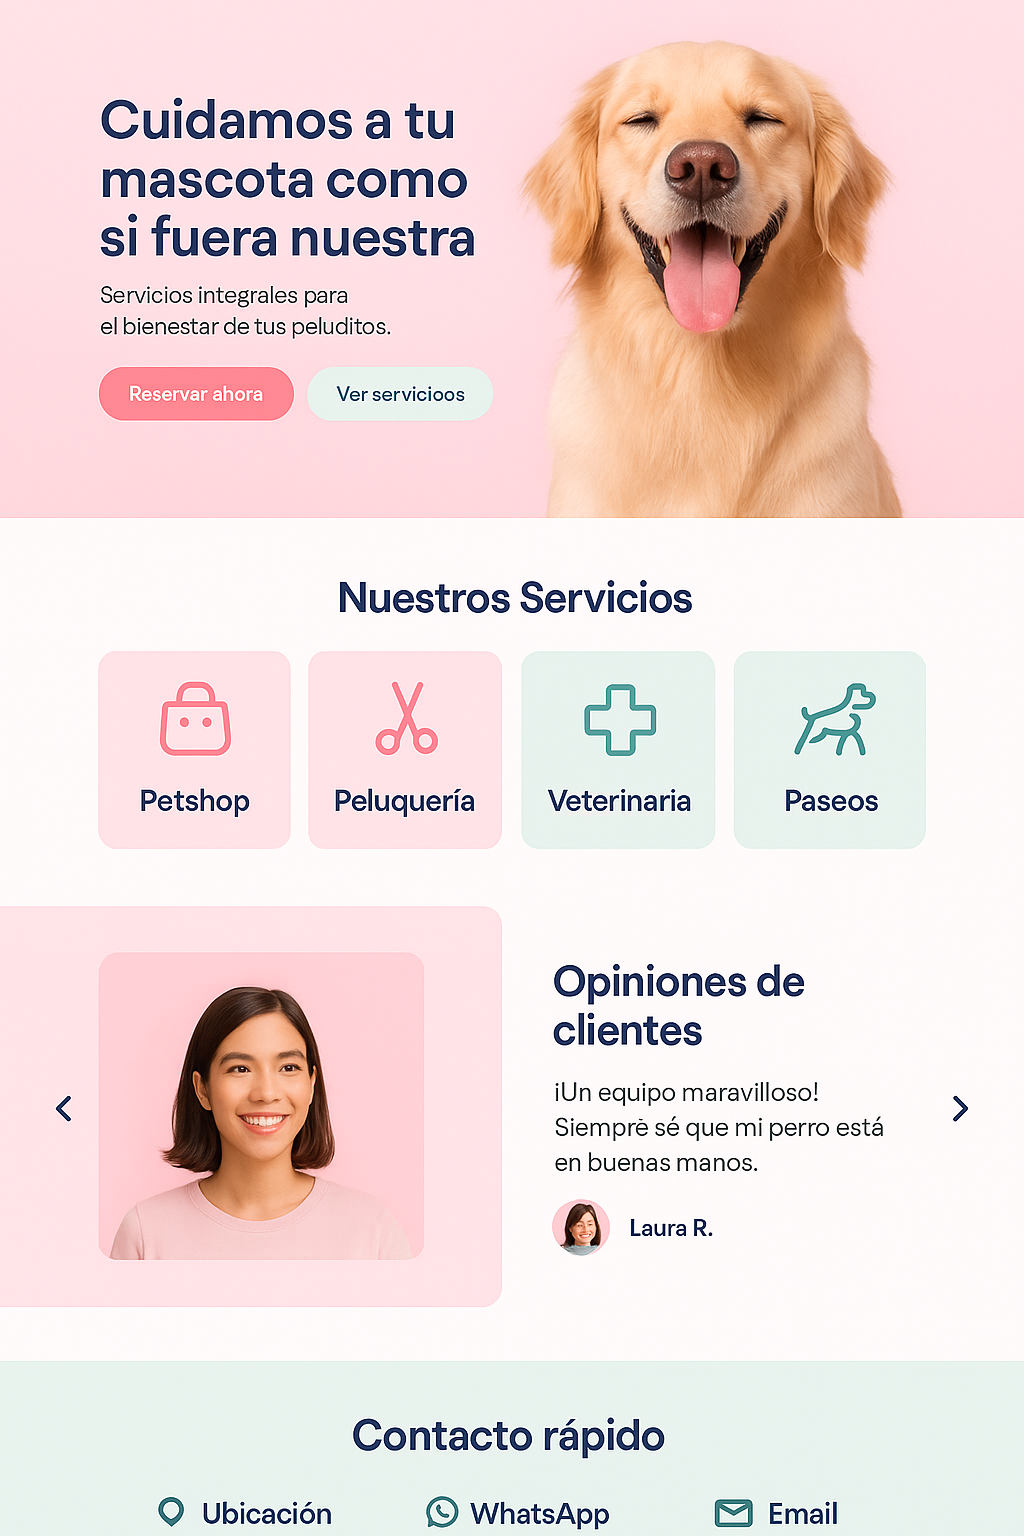 Cuidamos a tu
mascota como
si fuera nuestra
Servicios integrales para
el bienestar de tus peluditos.
Reservar ahora
Ver servicioos
Nuestros Servicios
Petshop
Peluquería
Veterinaria
Paseos
Opiniones de
clientes
¡Un equipo maravilloso!
Siemprė sé que mi perro está
en buenas manos.
Laura R.
Contacto rápido
Ubicación
WhatsApp
Email